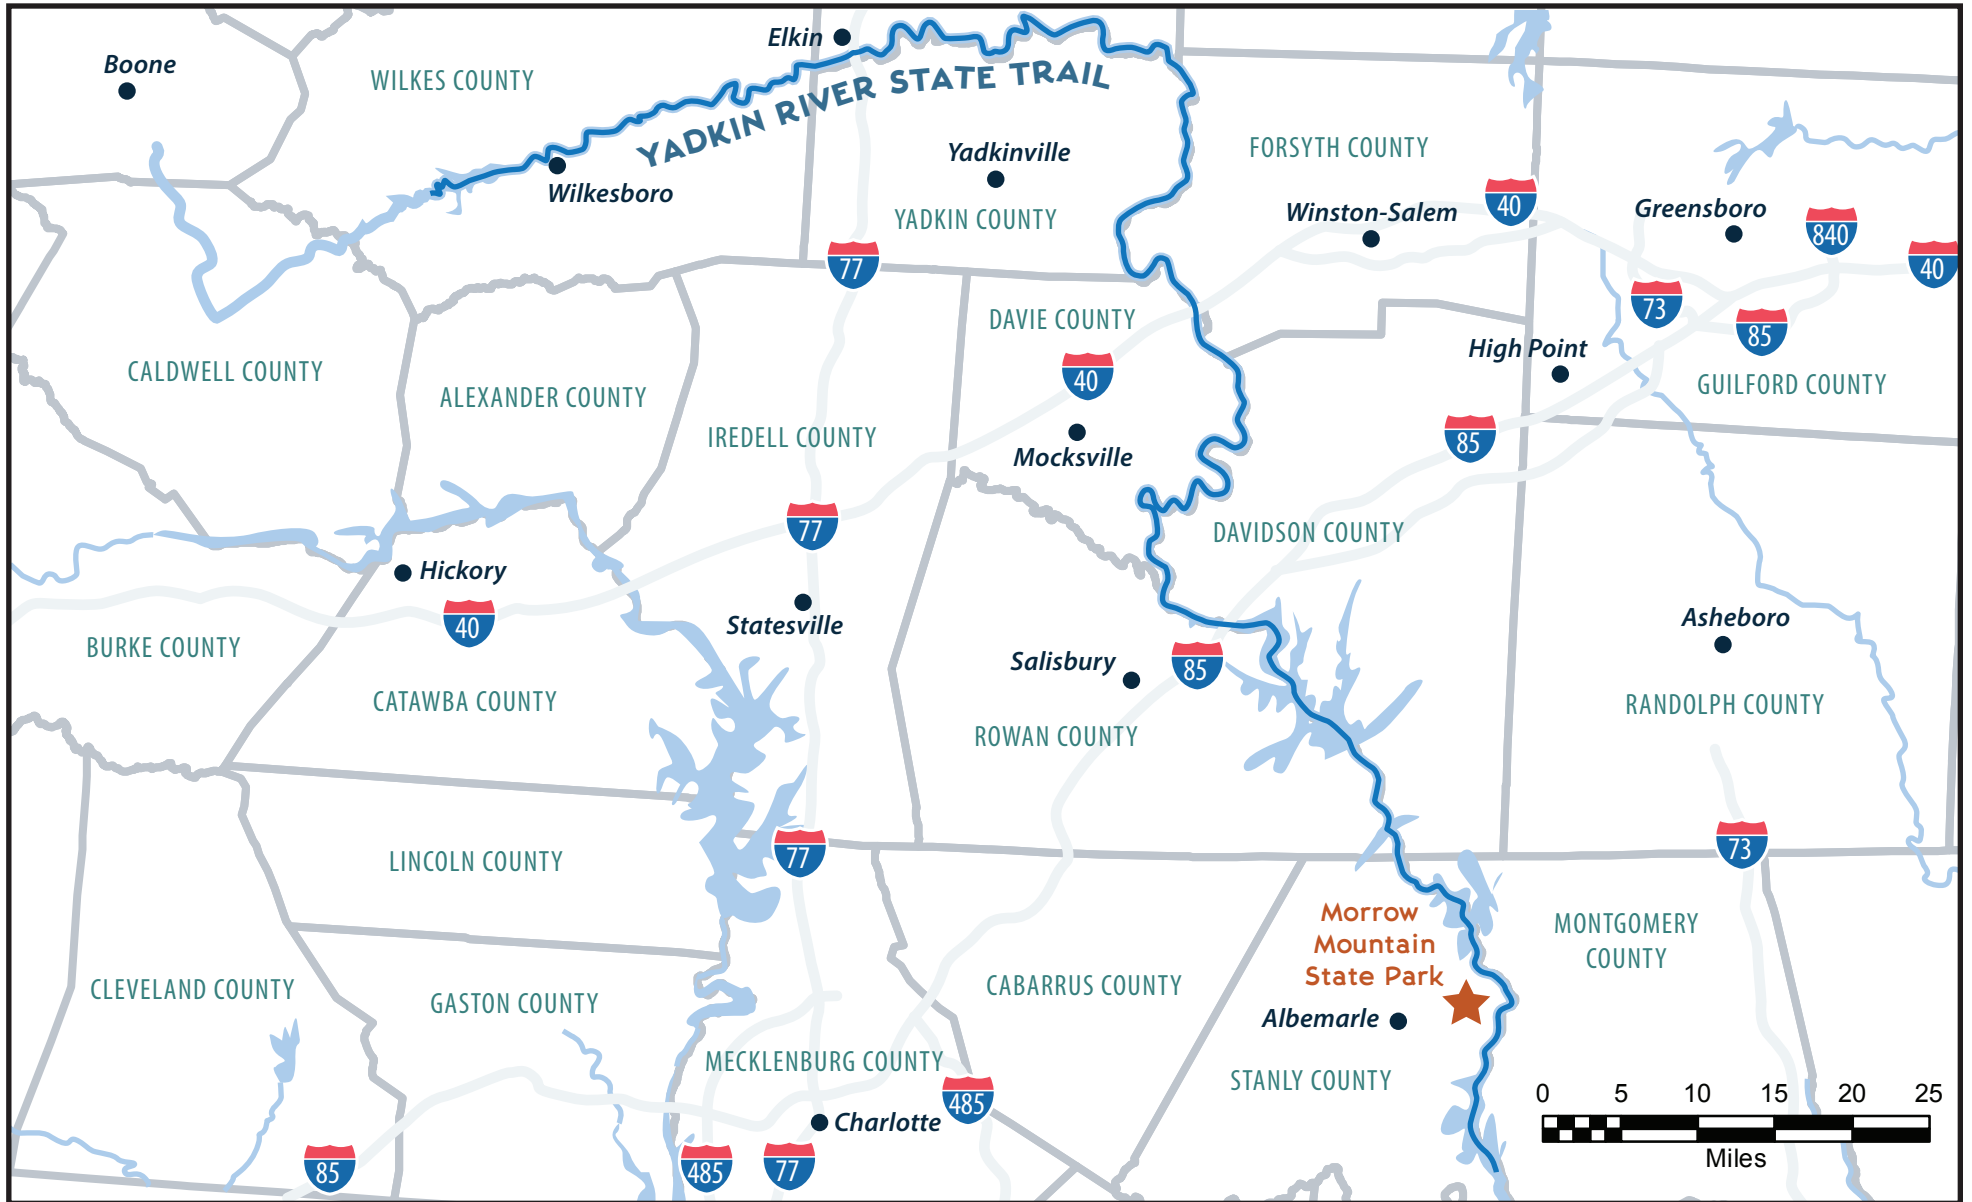 Elkin
Boone
WILKES COUNTY
YADKIN RIVER STATE TRAIL
Wilkesboro
Yadkinville
YADKIN COUNTY
FORSYTH COUNTY
Winston-Salem
40
Greensboro
840
40
77
73
85
DAVIE COUNTY
40
High Point
CALDWELL COUNTY
ALEXANDER COUNTY
GUILFORD COUNTY
IREDELL COUNTY
Mocksville
85
77
DAVIDSON COUNTY
Hickory
40
Statesville
Asheboro
BURKE COUNTY
Salisbury
85
CATAWBA COUNTY
ROWAN COUNTY
RANDOLPH COUNTY
LINCOLN COUNTY
77
73
Morrow
Mountain
State Park
MONTGOMERY
COUNTY
CLEVELAND COUNTY
GASTON COUNTY
CABARRUS COUNTY
Albemarle
MECKLENBURG COUNTY
STANLY COUNTY
485
Charlotte
85
485
77
0 5 10 15 20 25
Miles